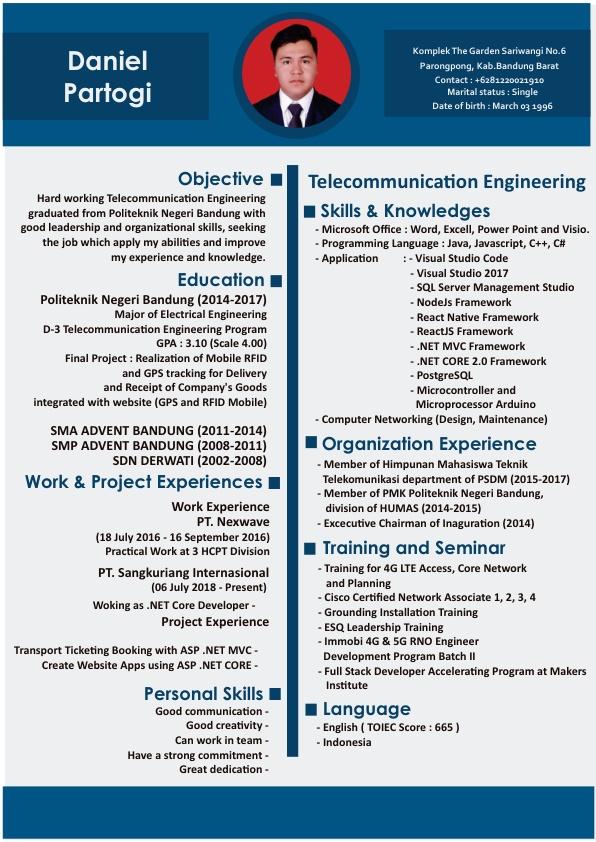 Daniel
Partogi
Komplek The Garden Sariwangi No.6
Parongpong, Kab.Bandung Barat
Contact : +6281220021910
Marital status : Single
Date of birth : March 03 1996
Objective
Hard working Telecommunication Engineering
graduated from Politeknik Negeri Bandung with
good leadership and organizational skills, seeking
the job which apply my abilities and improve
my experience and knowledge.
Education
Politeknik Negeri Bandung (2014-2017)
Major of Electrical Engineering
D-3 Telecommunication Engineering Program
GPA : 3.10 (Scale 4.00)
Final Project : Realization of Mobile RFID
and GPS tracking for Delivery
and Receipt of Company's Goods
integrated with website (GPS and RFID Mobile)
SMA ADVENT BANDUNG (2011-2014)
SMP ADVENT BANDUNG (2008-2011)
SDN DERWATI (2002-2008)
Work & Project Experiences
Work Experience
PT. Nexwave
(18 July 2016 - 16 September 2016)
Practical Work at 3 HCPT Division
PT. Sangkuriang Internasional
(06 July 2018 - Present)
Woking as .NET Core Developer -
Project Experience
Transport Ticketing Booking with ASP .NET MVC -
Create Website Apps using ASP .NET CORE -
Personal Skills
Good communication -
Good creativity -
Can work in team -
Have a strong commitment -
Great dedication -
Telecommunication Engineering
Skills & Knowledges
- Microsoft Office : Word, Excell, Power Point and Visio.
- Programming Language : Java, Javascript, C++, C#
- Application : - Visual Studio Code
- Visual Studio 2017
- SQL Server Management Studio
- NodeJs Framework
- React Native Framework
- ReactJS Framework
- .NET MVC Framework
- .NET CORE 2.0 Framework
- PostgreSQL
- Microcontroller and
Microprocessor Arduino
- Computer Networking (Design, Maintenance)
Organization Experience
- Member of Himpunan Mahasiswa Teknik
Telekomunikasi department of PSDM (2015-2017)
- Member of PMK Politeknik Negeri Bandung,
division of HUMAS (2014-2015)
- Excecutive Chairman of Inaguration (2014)
Training and Seminar
- Training for 4G LTE Access, Core Network
and Planning
- Cisco Certified Network Associate 1, 2, 3, 4
- Grounding Installation Training
- ESQ Leadership Training
- Immobi 4G & 5G RNO Engineer
Development Program Batch II
- Full Stack Developer Accelerating Program at Makers
Institute
Language
- English ( TOIEC Score : 665 )
- Indonesia